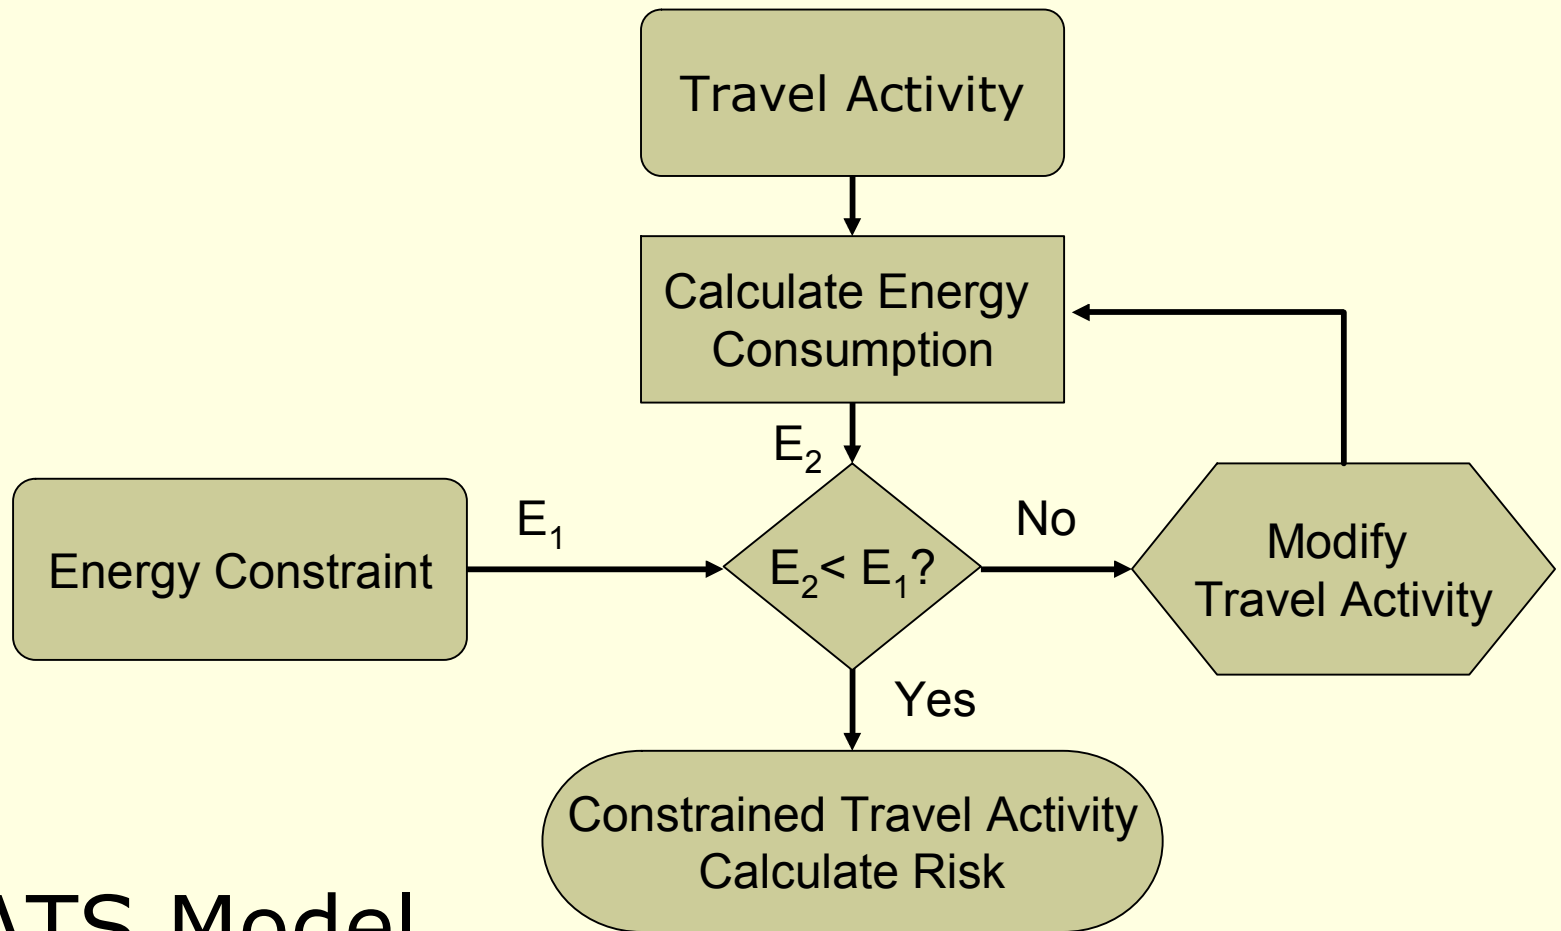 Travel Activity
Calculate Energy
Consumption
E₂
E₁
Energy Constraint
E₂< E₁?
No
Modify
Travel Activity
Yes
Constrained Travel Activity
Calculate Risk
Model